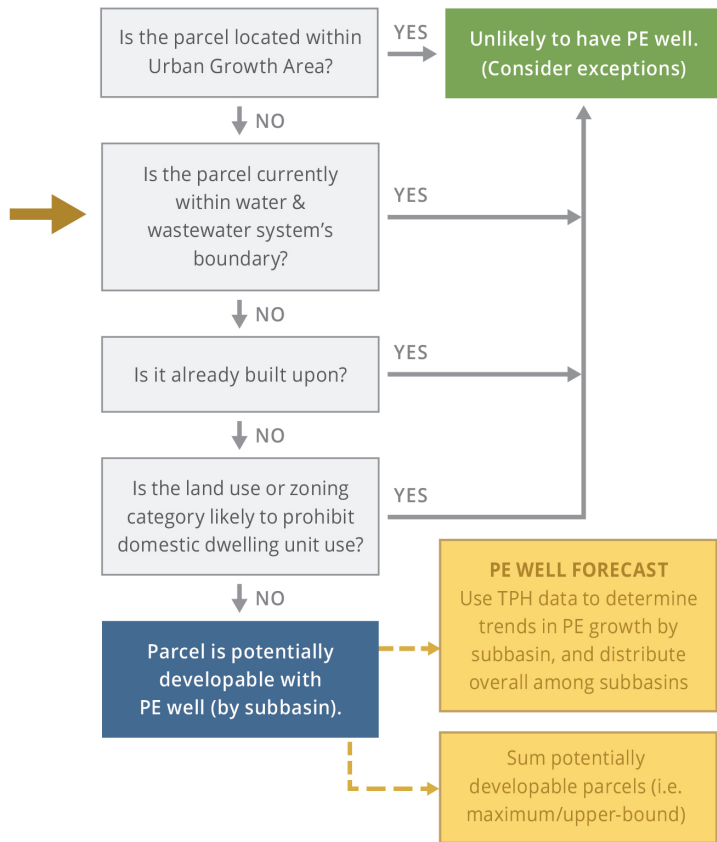 Is the parcel located within
Urban Growth Area?
YES
Unlikely to have PE well.
(Consider exceptions)
NO
Is the parcel currently
within water &
wastewater system's
boundary?
YES
NO
Is it already built upon?
YES
NO
Is the land use or zoning
category likely to prohibit
domestic dwelling unit use?
YES
NO
Parcel is potentially
developable with
PE well (by subbasin).
PE WELL FORECAST
Use TPH data to determine
trends in PE growth by
subbasin, and distribute
overall among subbasins
Sum potentially
developable parcels (i.e.
maximum/upper-bound)